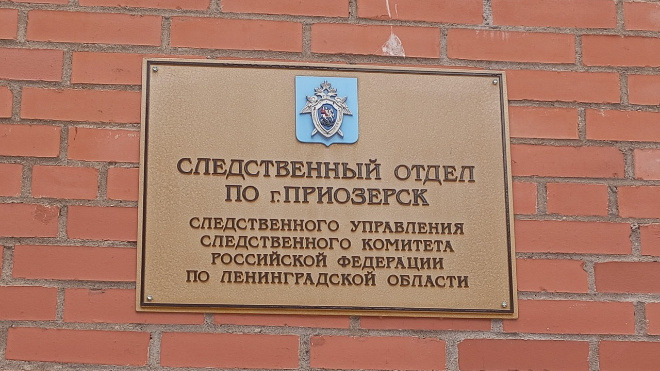 СЛЕДСТВЕННЫЙ ОТДЕЛ
ПО г.ПРИОЗЕРСК
СЛЕДСТВЕННОГО УПРАВЛЕНИЯ
СЛЕДСТВЕННОГО КОМИТЕТА
РОССИЙСКОЙ ФЕДЕРАЦИИ
ПО ЛЕНИНГРАДСКОЙ ОБЛАСТИ